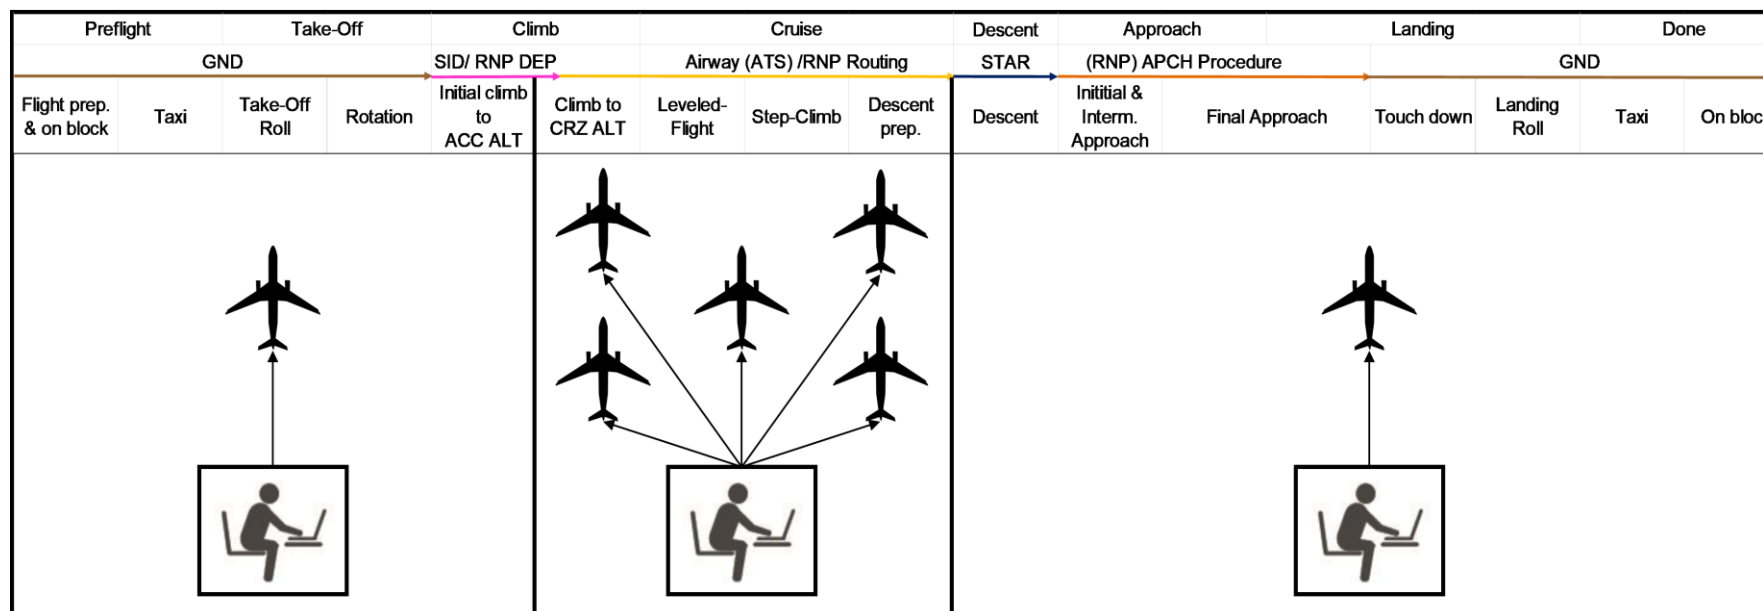 Preflight Take-Off Climb Cruise Descent Approach Landing Done
GND SID/ RNP DEP Airway (ATS) /RNP Routing STAR (RNP) APCH Procedure GND
Flight prep.
& on block
Taxi
Take-Off
Roll
Rotation
Initial climb
to
ACC ALT
Climb to
CRZ ALT
Leveled-
Flight
Step-Climb
Descent
prep.
Descent
Inititial &
Interm.
Approach
Final Approach
Touch down
Landing
Roll
Taxi
On bloc